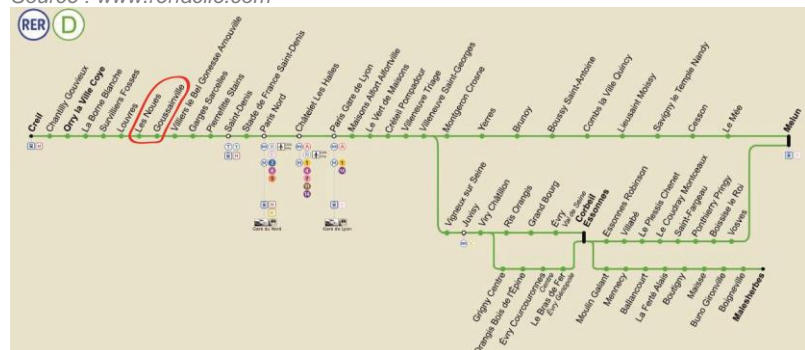 Source : www.ronacile.com
RER D
Creil
Chantilly Gouvieux
Orry la Ville Coye
La Borne Blanche
Survilliers Fosses
Louvres
Les Noues
Goussainville
Villiers le Bel Gonesse Arnouville
Garges Sarcelles
Pierrefitte Stains
Saint-Denis
Stade de France Saint-Denis
Paris Nord
Châtelet Les Halles
Paris Gare de Lyon
Maisons Alfort Alfortville
Le Vert de Maisons
Créteil Pompadour
Villeneuve Triage
Villeneuve Saint-Georges
Montgeron Crosne
Yerres
Brunoy
Boussy Saint-Antoine
Combs la Ville Quincy
Lieusaint Moissy
Savigny le Temple Nandy
Cesson
Le Mée
Melun
Gare du Nord
Gare de Lyon
Vigneux sur Seine
Juvisy
Viry Châtillon
Ris Orangis
Grand Bourg
Évry
Val de Seine
Corbeil
Essonnes
Essonnes Robinson
Villabé
Le Plessis Chenet
Le Coudray Montceaux
Saint-Fargeau
Ponthierry Pringy
Boissise le Roi
Vosves
Grigny Centre
Orangis Bois de l'Épine
Évry Courcouronnes
Centre
Le Bras de Fer
Évry Génopole
Moulin Galant
Mennecy
Ballancourt
La Ferté Alais
Boutigny
Maisse
Buno Gironville
Boigneville
Malesherbes